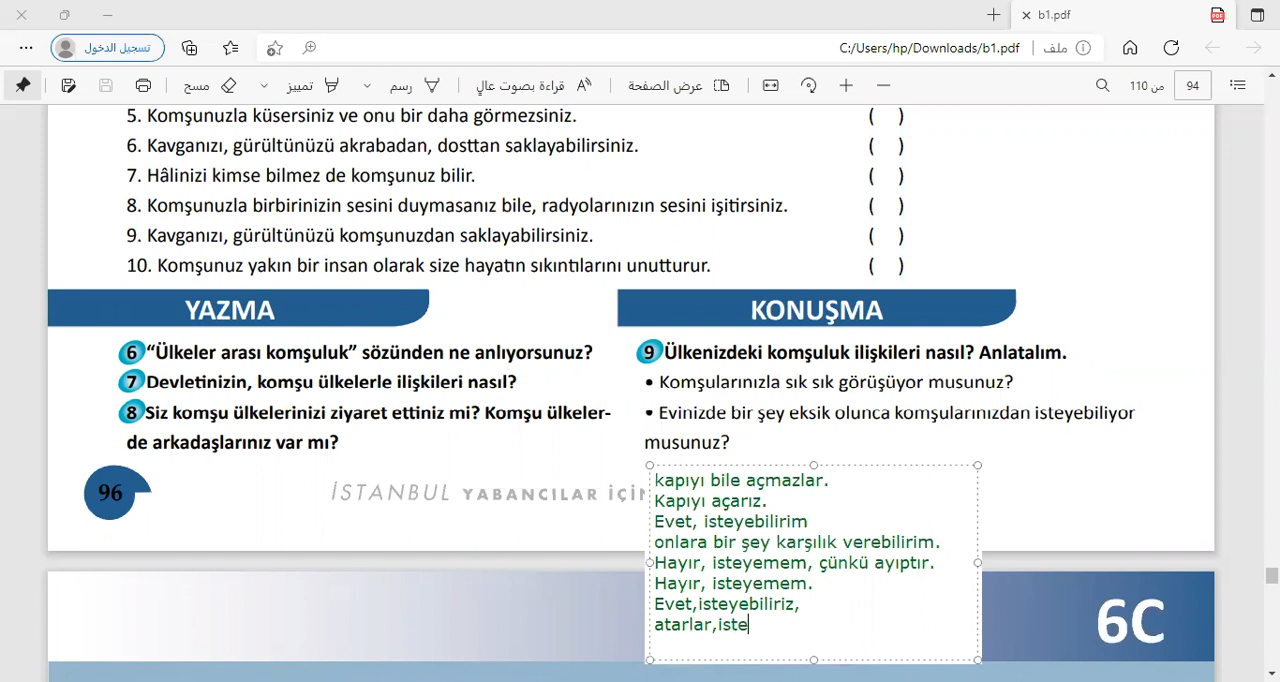 b1.pdf
تسجيل الدخول
C:/Users/hp/Downloads/b1.pdf
ملف
مسح
تمييز
رسم
قراءة بصوت عالٍ
عرض الصفحة
من 110
94
5. Komşunuzla küsersiniz ve onu bir daha görmezsiniz. ( )
6. Kavganızı, gürültünüzü akrabadan, dosttan saklayabilirsiniz. ( )
7. Hâlinizi kimse bilmez de komşunuz bilir. ( )
8. Komşunuzla birbirinizin sesini duymasanız bile, radyolarınızın sesini işitirsiniz. ( )
9. Kavganızı, gürültünüzü komşunuzdan saklayabilirsiniz. ( )
10. Komşunuz yakın bir insan olarak size hayatın sıkıntılarını unutturur. ( )
YAZMA
6 “Ülkeler arası komşuluk” sözünden ne anlıyorsunuz?
7 Devletinizin, komşu ülkelerle ilişkileri nasıl?
8 Siz komşu ülkelerinizi ziyaret ettiniz mi? Komşu ülkeler-
de arkadaşlarınız var mı?
KONUŞMA
9 Ülkenizdeki komşuluk ilişkileri nasıl? Anlatalım.
• Komşularınızla sık sık görüşüyor musunuz?
• Evinizde bir şey eksik olunca komşularınızdan isteyebiliyor
musunuz?
kapıyı bile açmazlar.
Kapıyı açarız.
Evet, isteyebilirim
onlara bir şey karşılık verebilirim.
Hayır, isteyemem, çünkü ayıptır.
Hayır, isteyemem.
Evet,isteyebiliriz,
atarlar,iste
96
İSTANBUL YABANCILAR İÇİN
6C